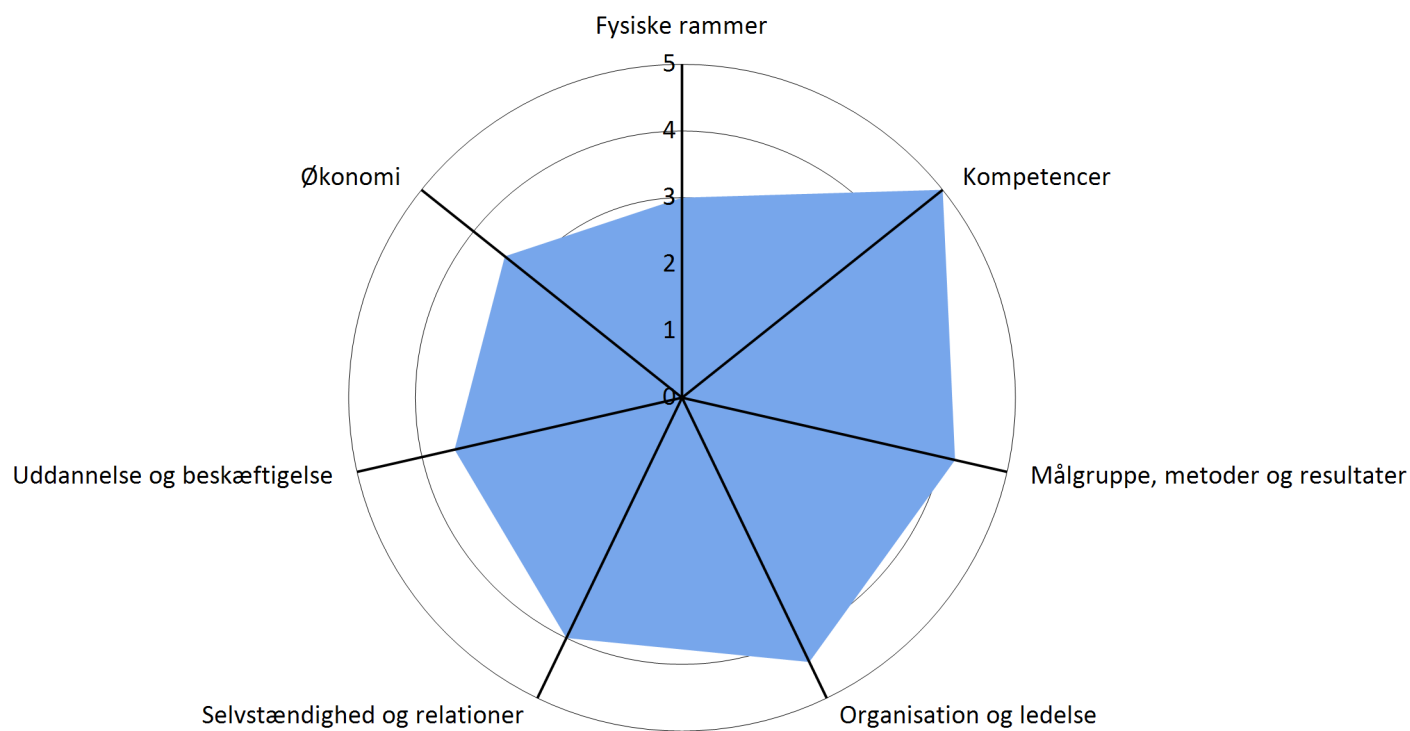 Fysiske rammer
5
4
3
2
1
0
Økonomi
Kompetencer
Uddannelse og beskæftigelse
Målgruppe, metoder og resultater
Selvstændighed og relationer
Organisation og ledelse